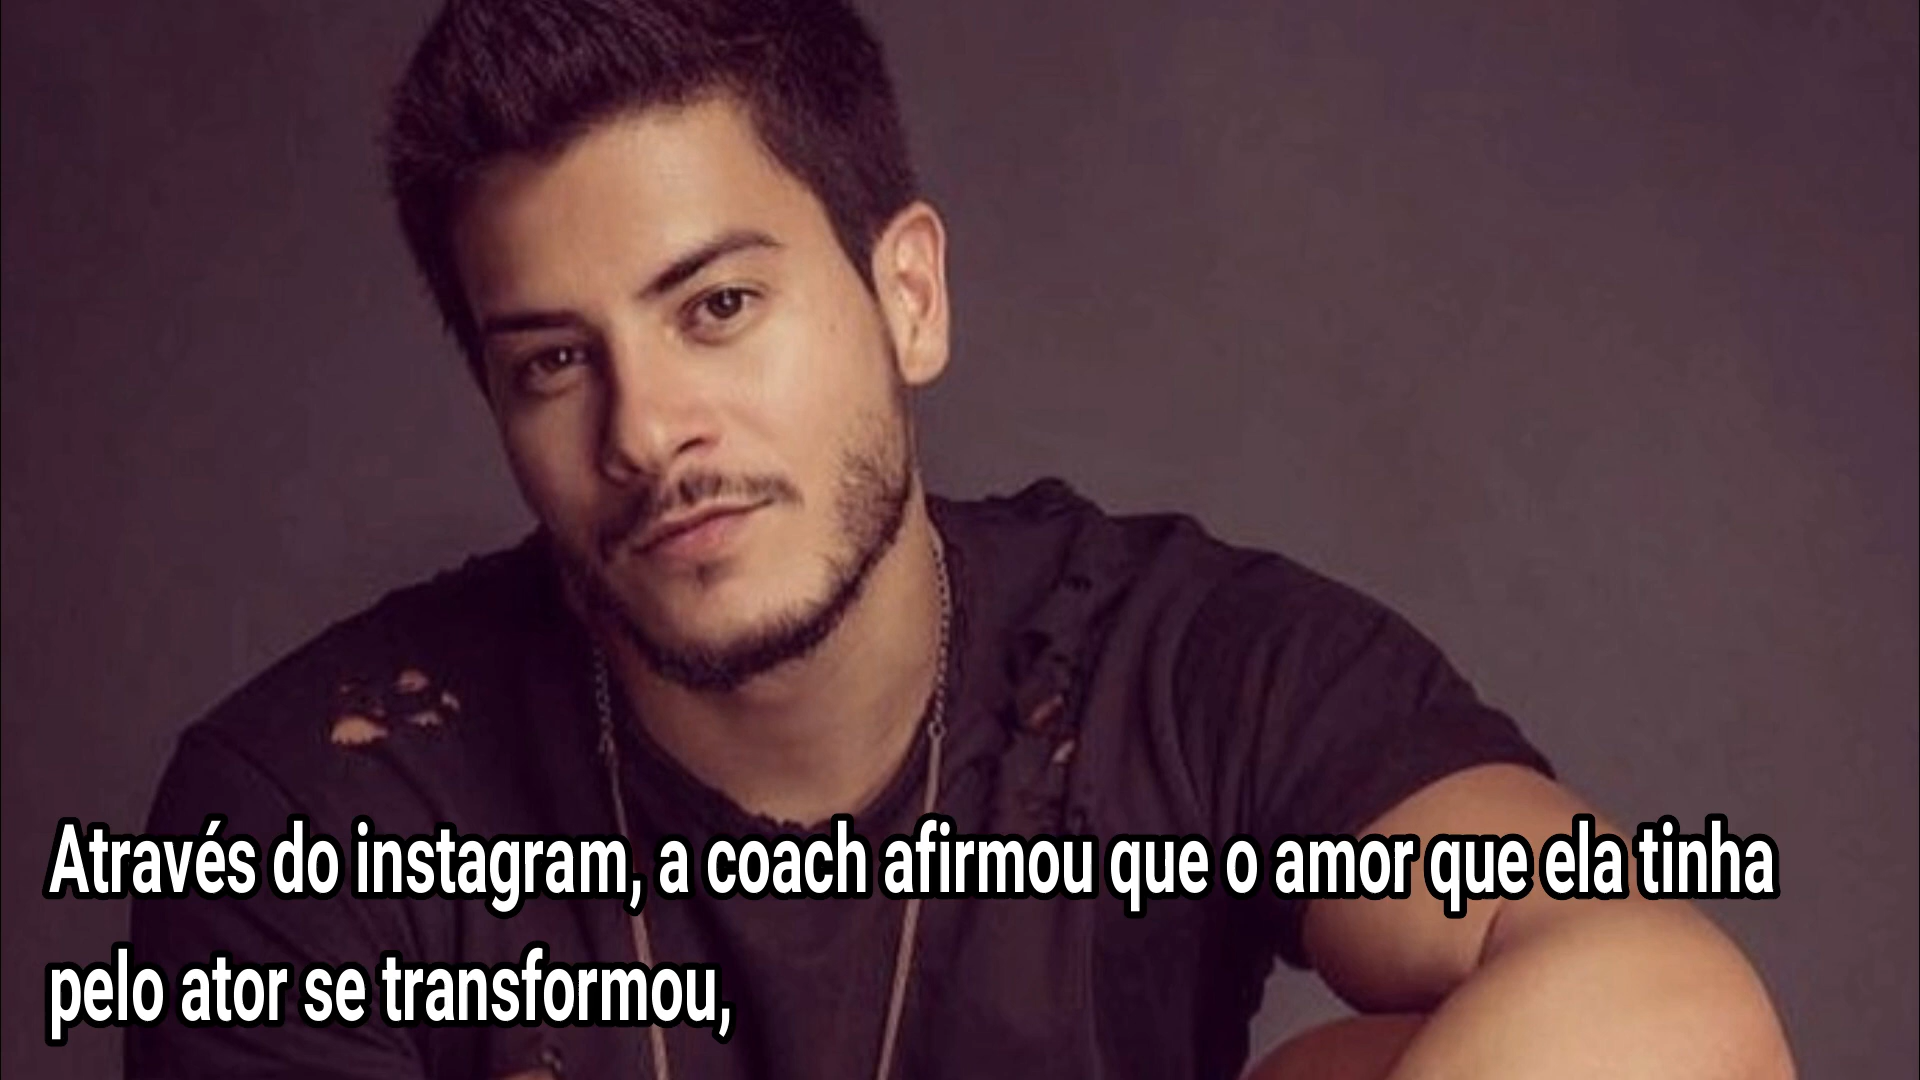 Através do instagram, a coach afirmou que o amor que ela tinha
pelo ator se transformou,